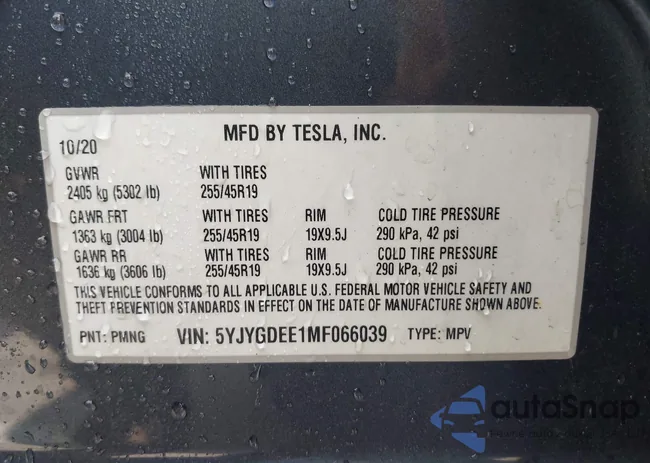 MFD BY TESLA, INC.
10/20
GVWR WITH TIRES
2405 kg (5302 lb) 255/45R19
GAWR FRT WITH TIRES RIM COLD TIRE PRESSURE
1363 kg (3004 lb) 255/45R19 19X9.5J 290 kPa, 42 psi
GAWR RR WITH TIRES RIM COLD TIRE PRESSURE
1636 kg (3606 lb) 255/45R19 19X9.5J 290 kPa, 42 psi
THIS VEHICLE CONFORMS TO ALL APPLICABLE U.S. FEDERAL MOTOR VEHICLE SAFETY AND
THEFT PREVENTION STANDARDS IN EFFECT ON THE DATE OF MANUFACTURE SHOWN ABOVE.
PNT: PMNG VIN: 5YJYGDEE1MF066039 TYPE: MPV
autoSnap